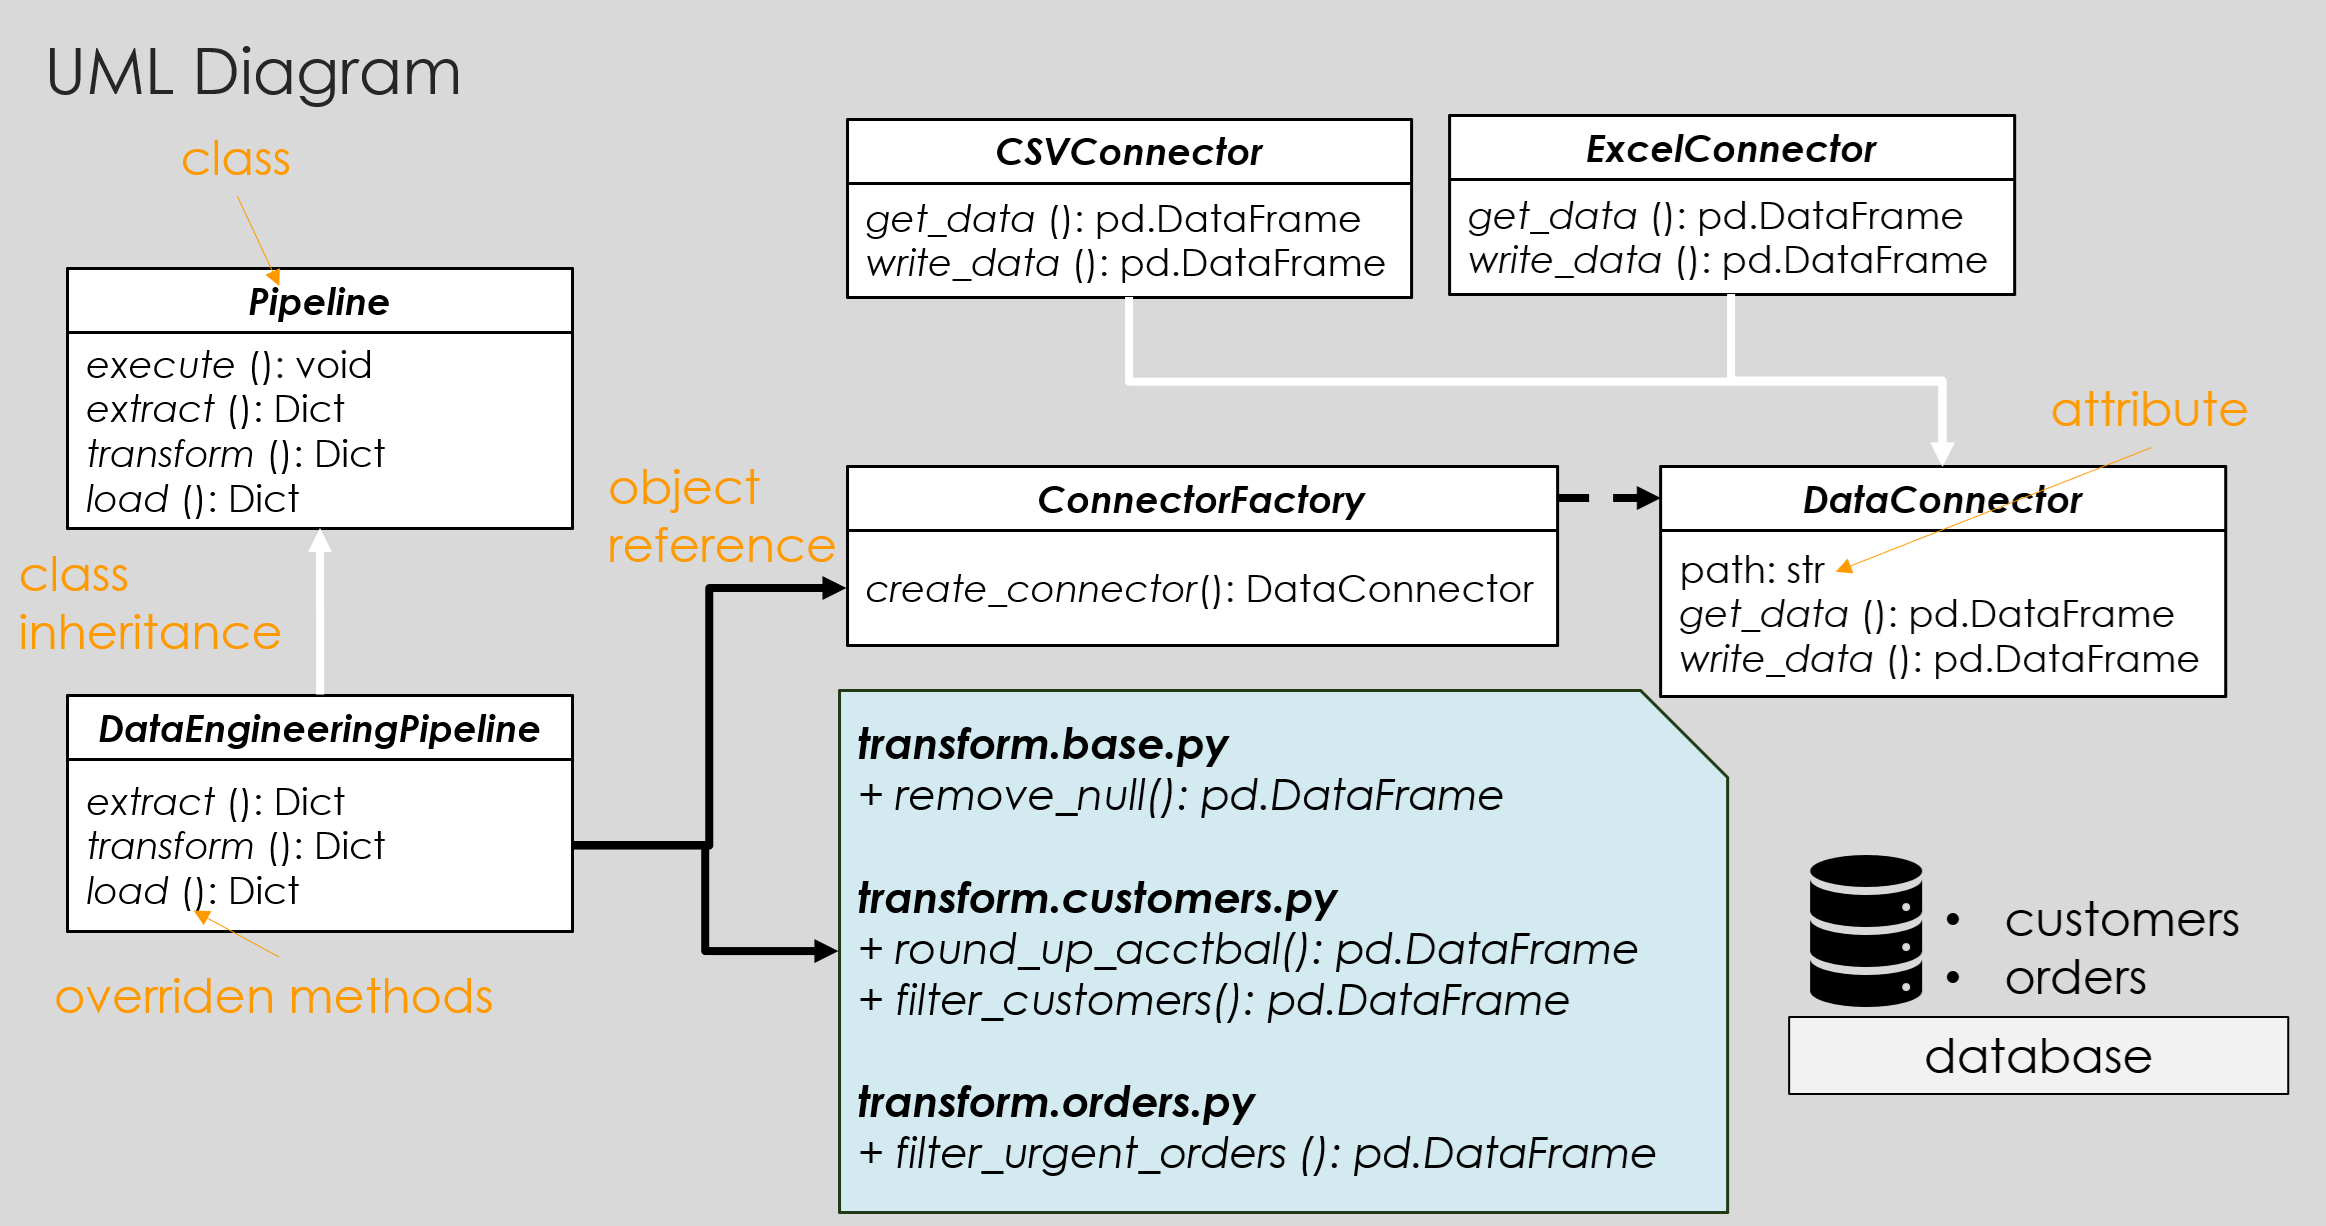 UML Diagram
class
Pipeline
execute (): void
extract (): Dict
transform (): Dict
load (): Dict
class
inheritance
DataEngineeringPipeline
extract (): Dict
transform (): Dict
load (): Dict
overriden methods
object
reference
CSVConnector
get_data (): pd.DataFrame
write_data (): pd.DataFrame
ExcelConnector
get_data (): pd.DataFrame
write_data (): pd.DataFrame
ConnectorFactory
create_connector(): DataConnector
attribute
DataConnector
path: str
get_data (): pd.DataFrame
write_data (): pd.DataFrame
transform.base.py
+ remove_null(): pd.DataFrame
transform.customers.py
+ round_up_acctbal(): pd.DataFrame
+ filter_customers(): pd.DataFrame
transform.orders.py
+ filter_urgent_orders (): pd.DataFrame
• customers
• orders
database